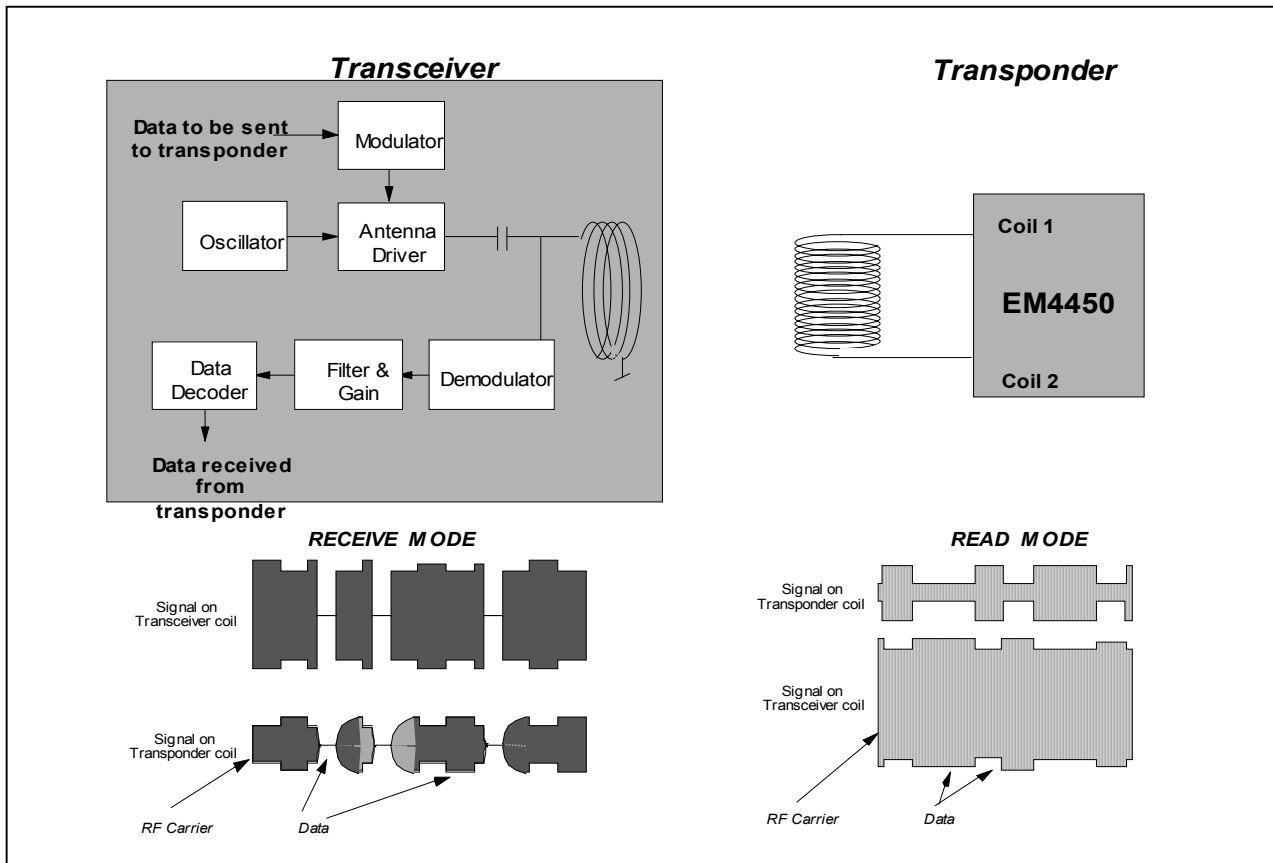 Transceiver
Transponder
Data to be sent
to transponder
Modulator
Oscillator
Antenna
Driver
Data
Decoder
Filter &
Gain
Demodulator
Data received
from
transponder
Coil 1
EM4450
Coil 2
RECEIVE MODE
Signal on
Transceiver coil
Signal on
Transponder coil
RF Carrier
Data
READ MODE
Signal on
Transponder coil
Signal on
Transceiver coil
RF Carrier
Data